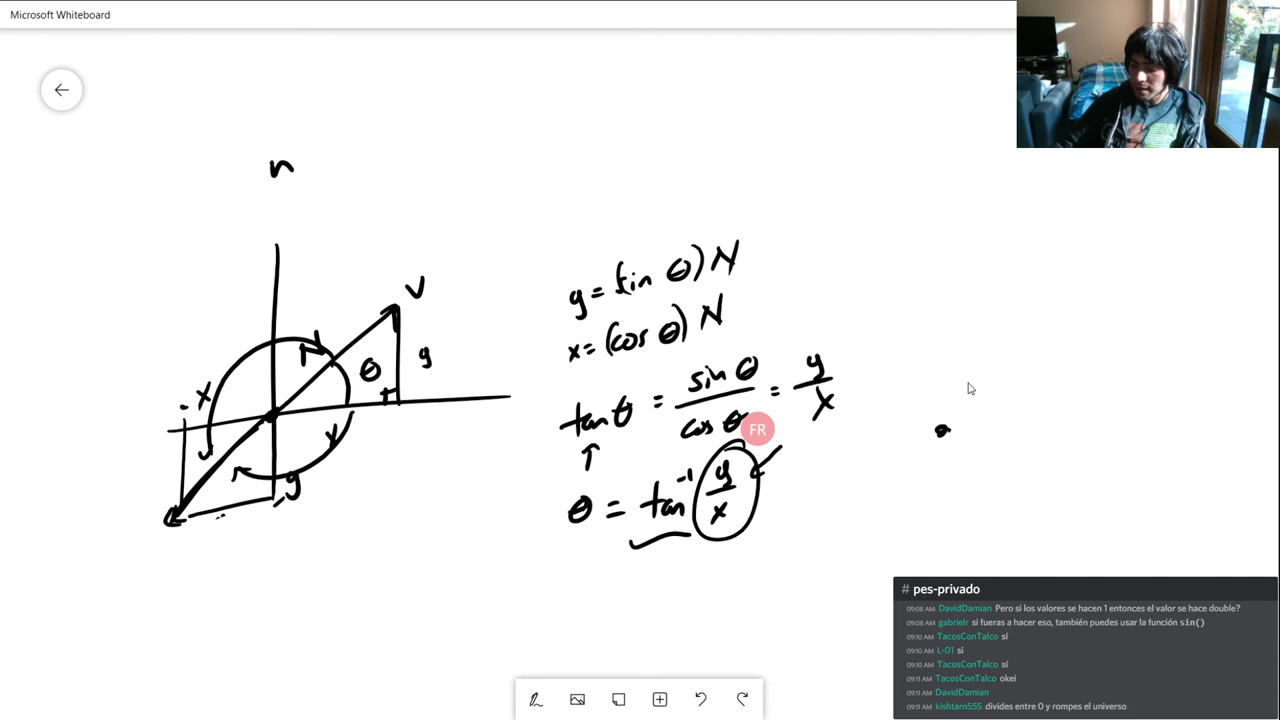 Microsoft Whiteboard
n
V
N
θ
y
x
-y
y = (sin θ) N
x = (cos θ) N
tan θ = sin θ / cos θ = y / x
FR
θ = tan⁻¹ (y / x)
# pes-privado
09:08 AM DavidDamian Pero si los valores se hacen 1 entonces el valor se hace double?
09:08 AM gabrielr si fueras a hacer eso, también puedes usar la función sin()
09:10 AM TacosConTalco sí
09:10 AM L-01 si
09:10 AM TacosConTalco sí
09:11 AM TacosConTalco okei
09:11 AM DavidDamian
09:11 AM kishtarn555 divides entre 0 y rompes el universo